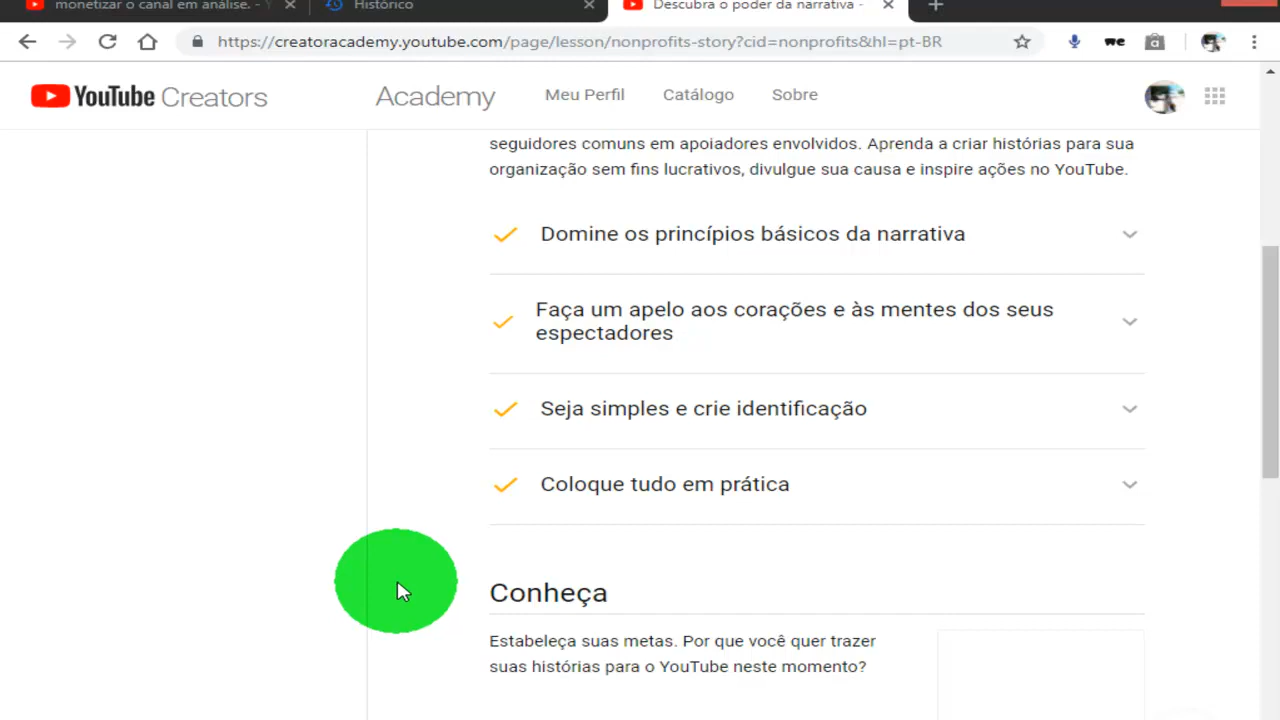 monetizar o canal em análise. - Y
Histórico
Descubra o poder da narrativa -
https://creatoracademy.youtube.com/page/lesson/nonprofits-story?cid=nonprofits&hl=pt-BR
we
a
YouTube Creators Academy Meu Perfil Catálogo Sobre
seguidores comuns em apoiadores envolvidos. Aprenda a criar histórias para sua
organização sem fins lucrativos, divulgue sua causa e inspire ações no YouTube.
Domine os princípios básicos da narrativa
Faça um apelo aos corações e às mentes dos seus
espectadores
Seja simples e crie identificação
Coloque tudo em prática
Conheça
Estabeleça suas metas. Por que você quer trazer
suas histórias para o YouTube neste momento?